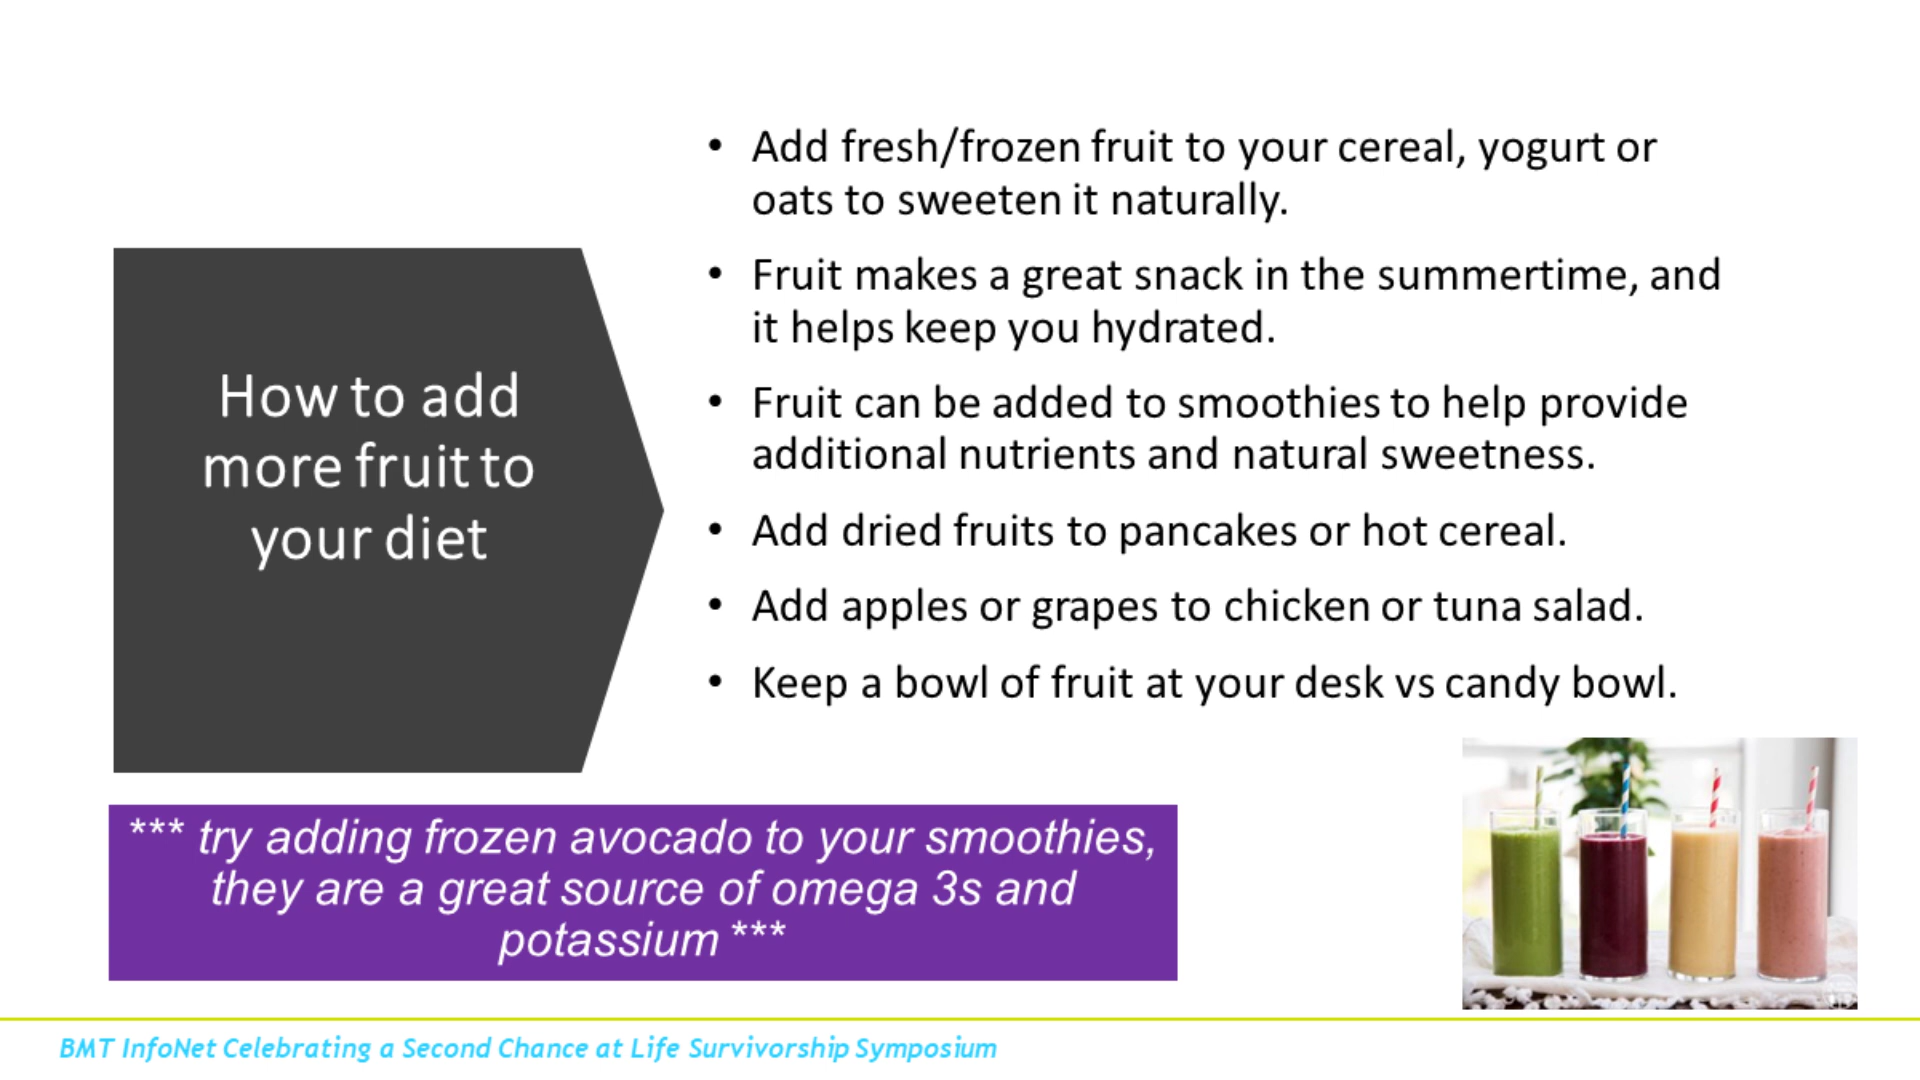 How to add
more fruit to
your diet
• Add fresh/frozen fruit to your cereal, yogurt or
oats to sweeten it naturally.
• Fruit makes a great snack in the summertime, and
it helps keep you hydrated.
• Fruit can be added to smoothies to help provide
additional nutrients and natural sweetness.
• Add dried fruits to pancakes or hot cereal.
• Add apples or grapes to chicken or tuna salad.
• Keep a bowl of fruit at your desk vs candy bowl.
*** try adding frozen avocado to your smoothies,
they are a great source of omega 3s and
potassium ***
BMT InfoNet Celebrating a Second Chance at Life Survivorship Symposium